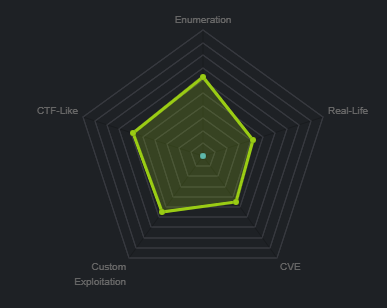 Enumeration
CTF-Like
Real-Life
Custom
Exploitation
CVE